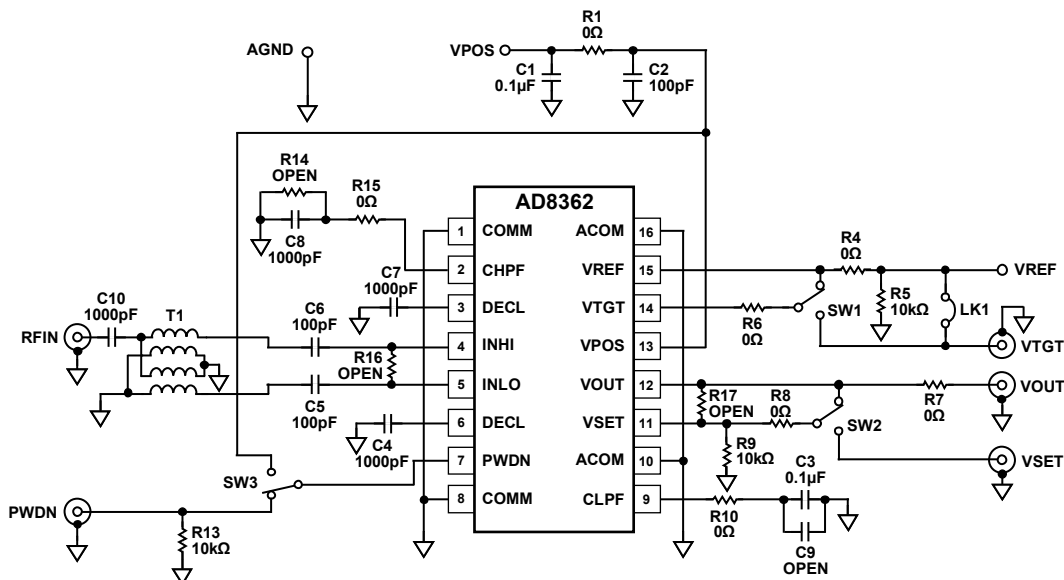 AGND
VPOS
R1
0Ω
C1
0.1µF
C2
100pF
R14
OPEN
R15
0Ω
C8
1000pF
AD8362
1 COMM
2 CHPF
3 DECL
4 INHI
5 INLO
6 DECL
7 PWDN
8 COMM
ACOM 16
VREF 15
VTGT 14
VPOS 13
VOUT 12
VSET 11
ACOM 10
CLPF 9
C7
1000pF
C10
1000pF
RFIN
T1
C6
100pF
R16
OPEN
C5
100pF
C4
1000pF
SW3
PWDN
R13
10kΩ
R4
0Ω
VREF
R6
0Ω
SW1
R5
10kΩ
LK1
VTGT
R17
OPEN
R8
0Ω
SW2
R7
0Ω
VOUT
R9
10kΩ
VSET
C3
0.1µF
R10
0Ω
C9
OPEN